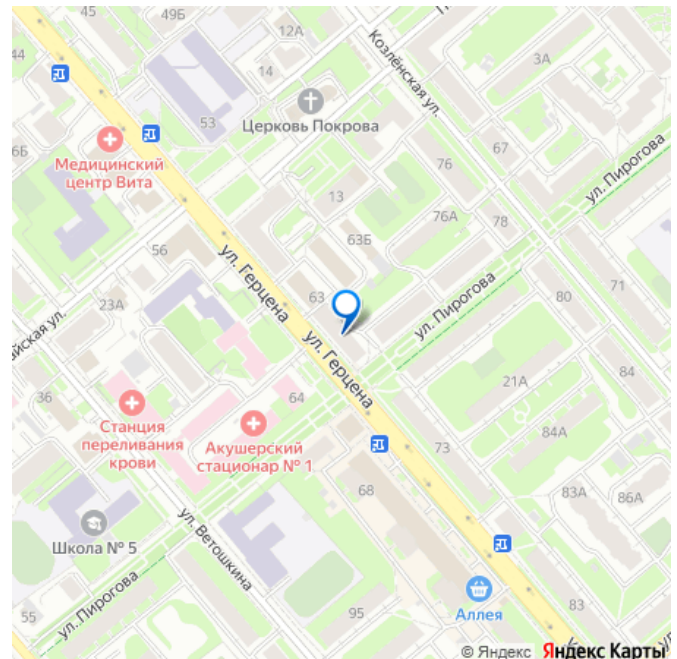 45
49Б
12А
44
14
Козлёнская ул.
3А
53
Церковь Покрова
6Б
Медицинский
центр Вита
76
67
ул. Пирогова
13
76А
78
56
63Б
ул. Герцена
63
71
23А
80
ул. Пирогова
ул. Герцена
84
36
64
21А
Станция
переливания
крови
Акушерский
стационар № 1
73
84А
68
83А
86А
ул. Ветошкина
Школа № 5
Аллея
83
ул. Пирогова
55
95
© Яндекс Яндекс Карты